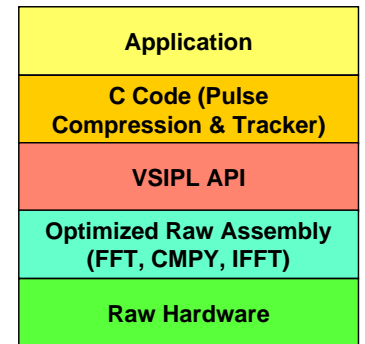 Application
C Code (Pulse
Compression & Tracker)
VSIPL API
Optimized Raw Assembly
(FFT, CMPY, IFFT)
Raw Hardware